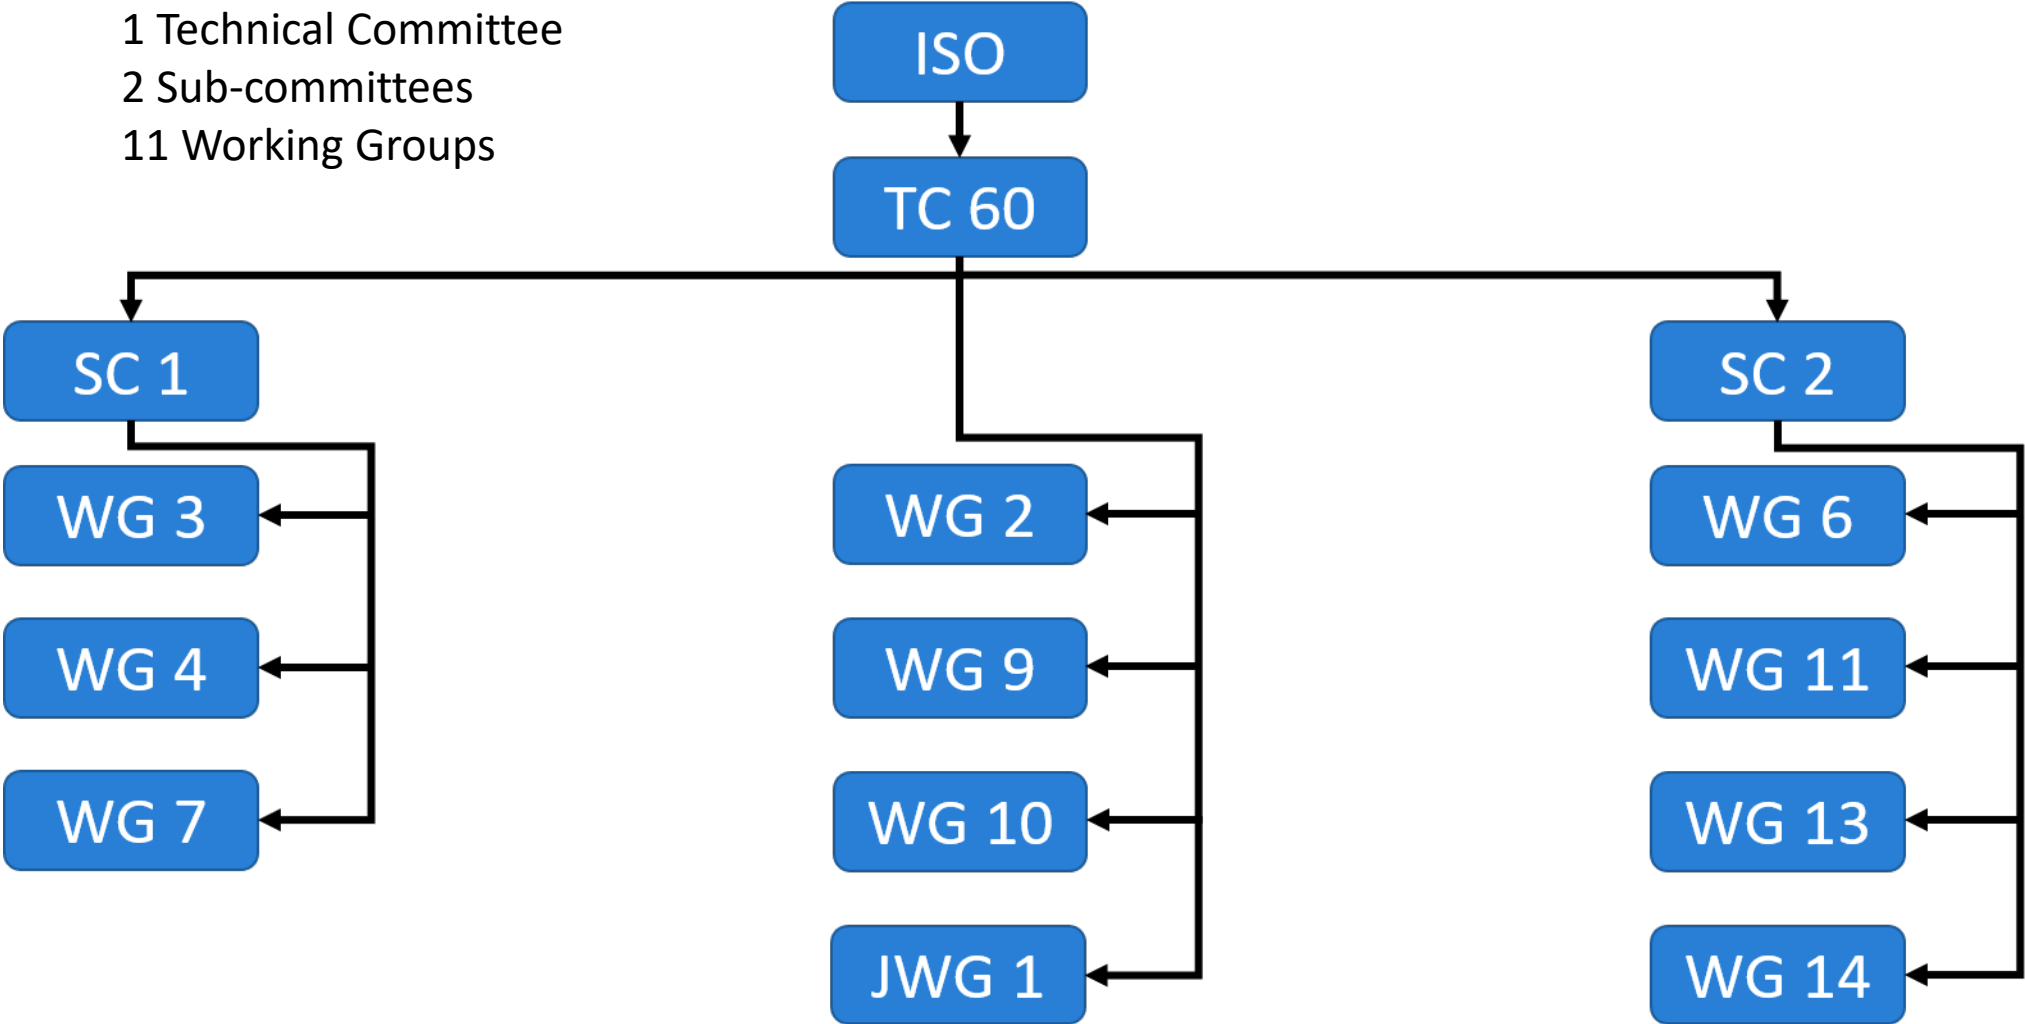 1 Technical Committee
2 Sub-committees
11 Working Groups
ISO
TC 60
SC 1
SC 2
WG 3
WG 2
WG 6
WG 4
WG 9
WG 11
WG 7
WG 10
WG 13
JWG 1
WG 14